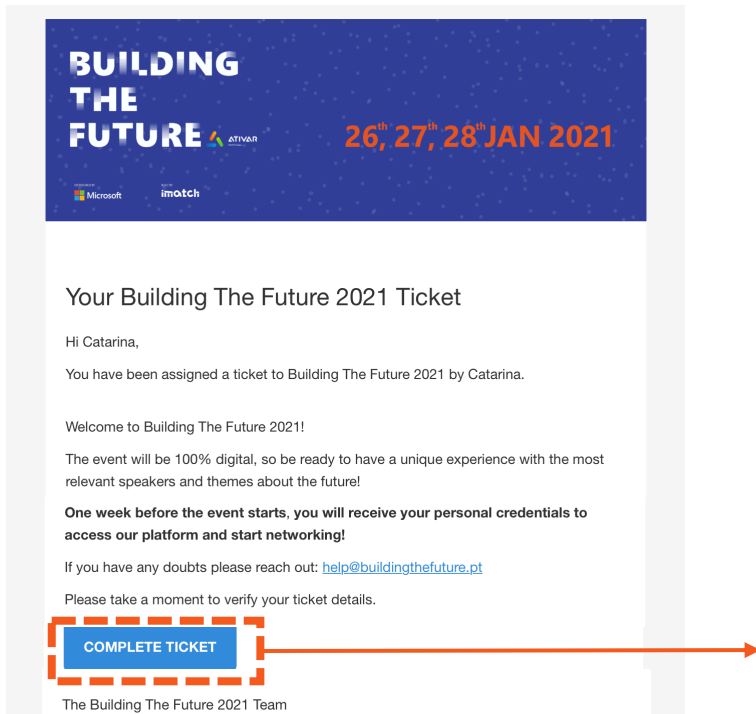 BUILDING
THE
FUTURE ATIVAR
26th, 27th, 28th JAN 2021
Microsoft imatch
Your Building The Future 2021 Ticket
Hi Catarina,
You have been assigned a ticket to Building The Future 2021 by Catarina.
Welcome to Building The Future 2021!
The event will be 100% digital, so be ready to have a unique experience with the most
relevant speakers and themes about the future!
One week before the event starts, you will receive your personal credentials to
access our platform and start networking!
If you have any doubts please reach out: help@buildingthefuture.pt
Please take a moment to verify your ticket details.
COMPLETE TICKET
The Building The Future 2021 Team